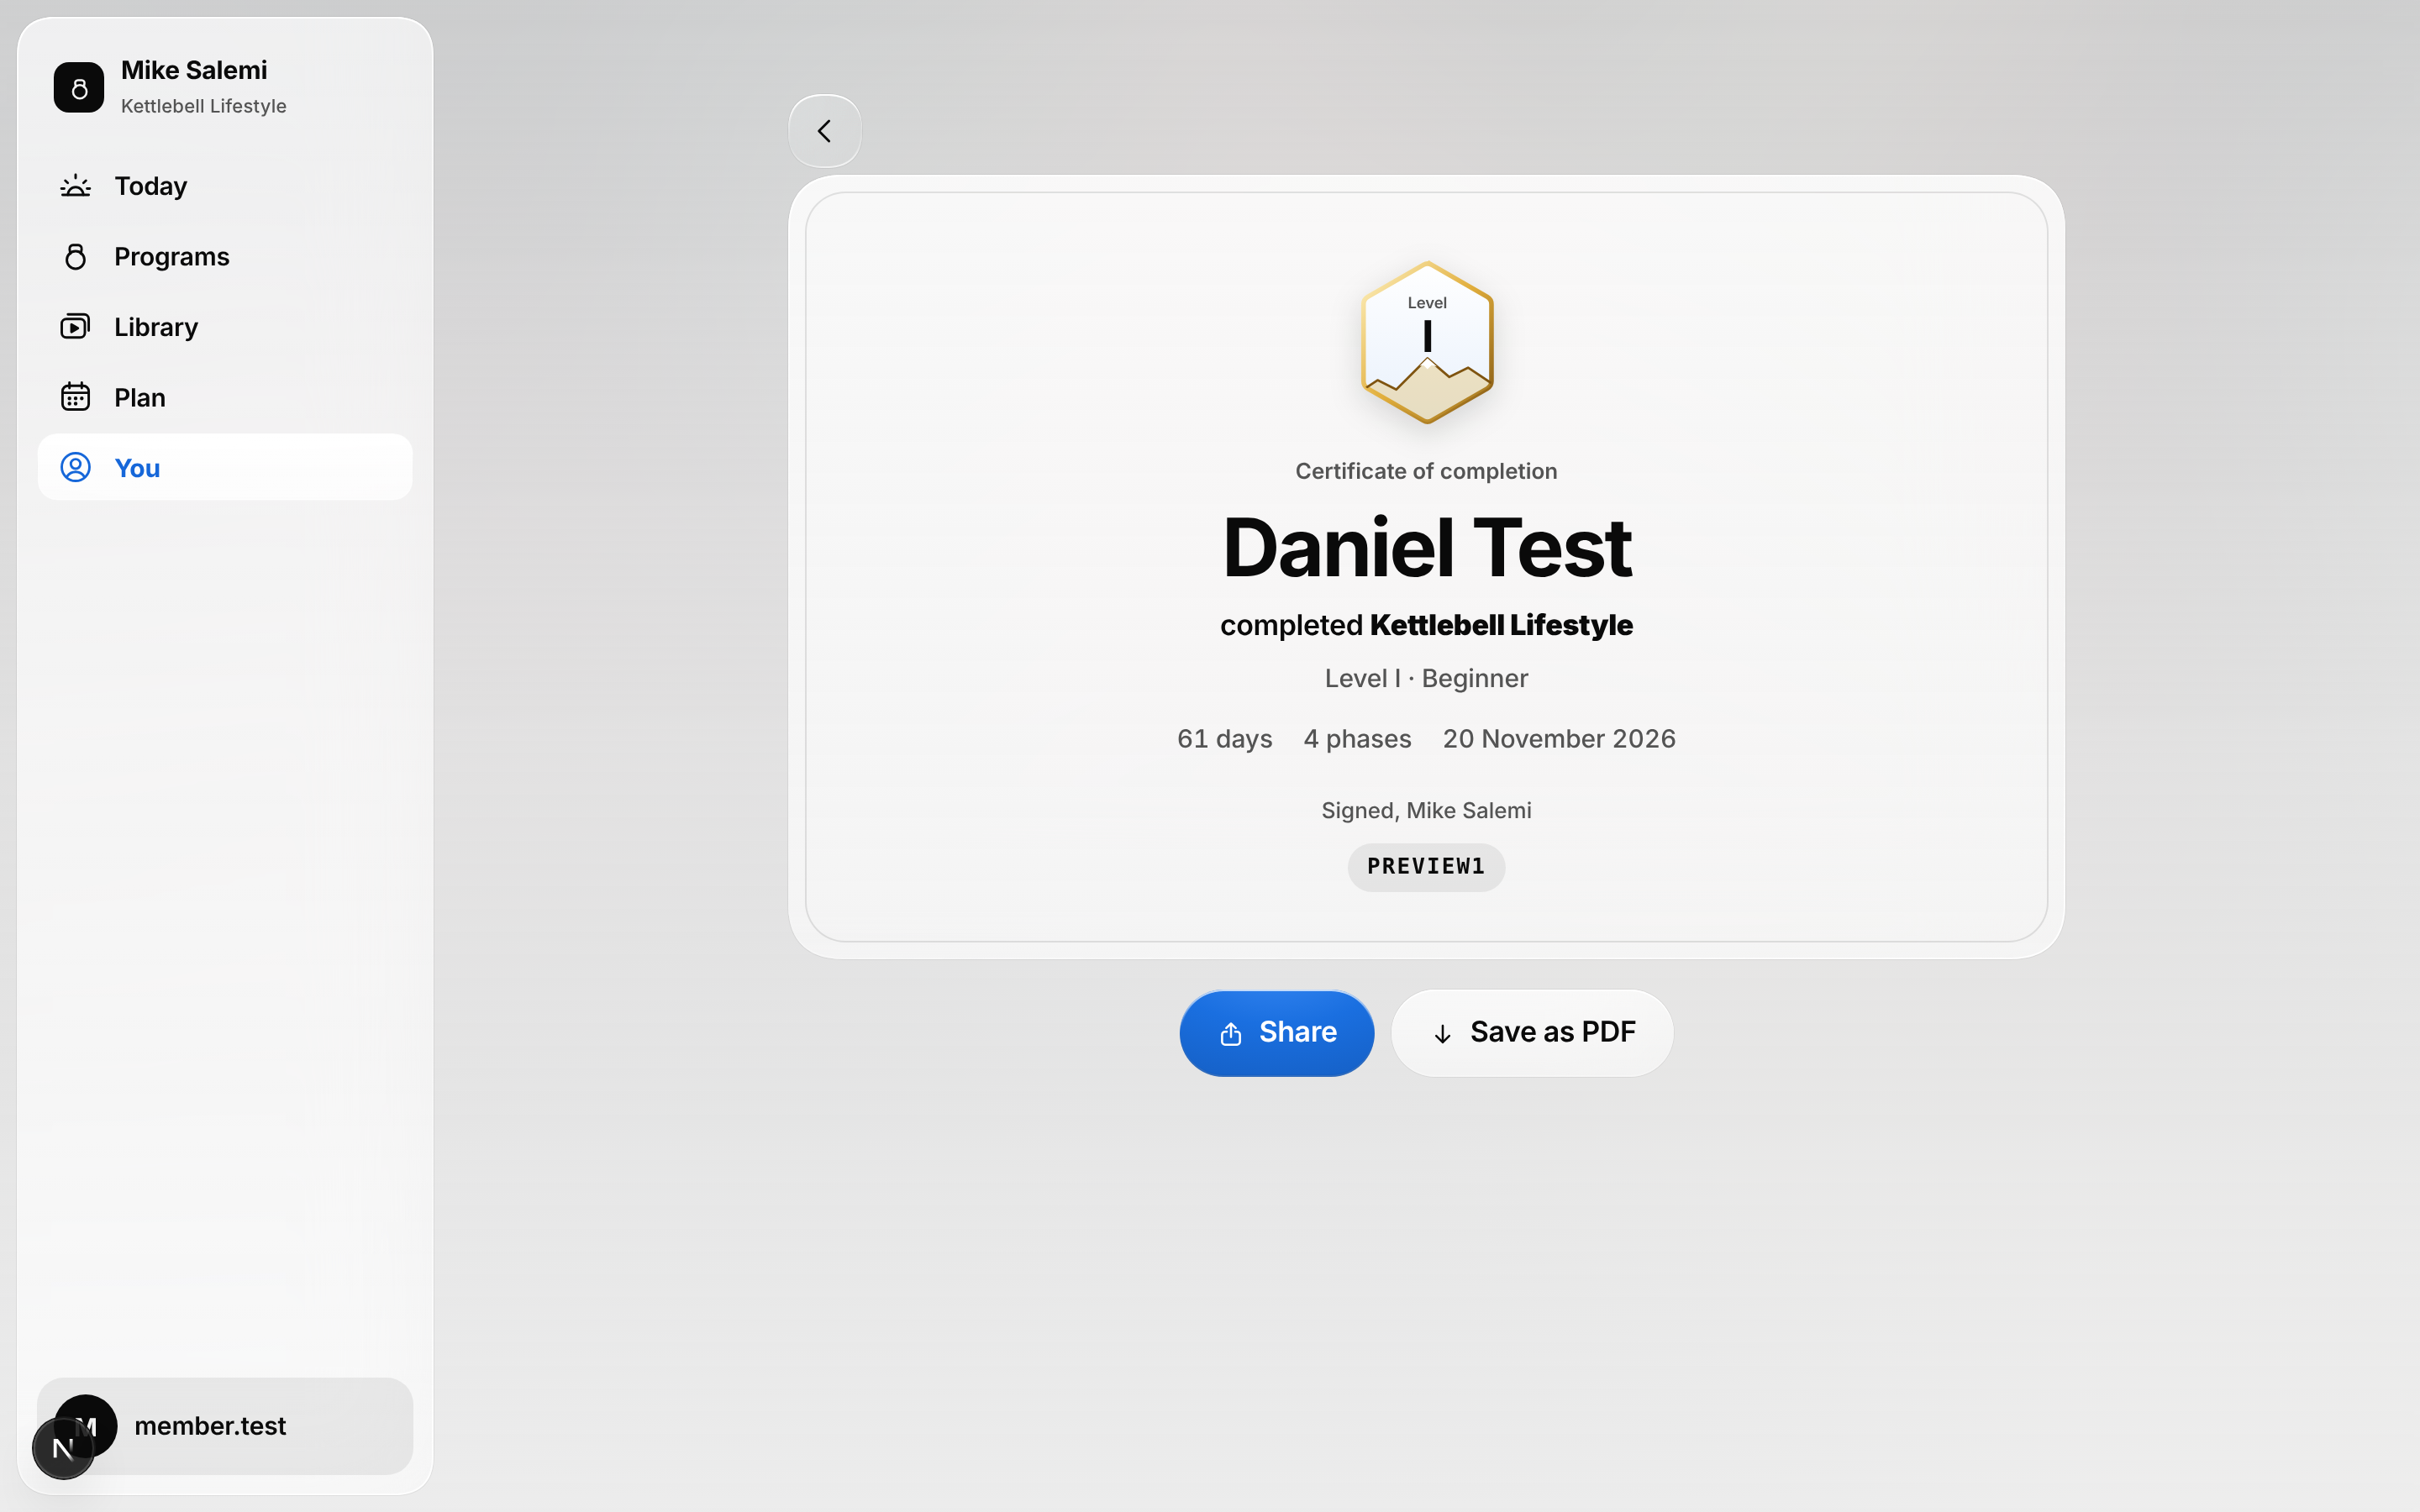 Mike Salemi
Kettlebell Lifestyle
Today
Programs
Library
Plan
You
Level
I
Certificate of completion
Daniel Test
completed Kettlebell Lifestyle
Level I · Beginner
61 days 4 phases 20 November 2026
Signed, Mike Salemi
PREVIEW1
Share
Save as PDF
M
member.test
N